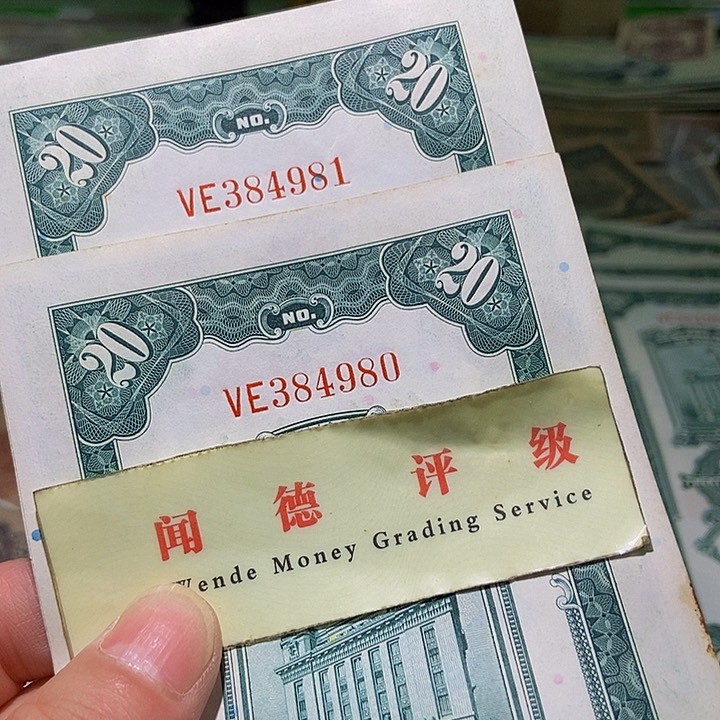 20 NO. 20
VE384981
20 NO. 20
VE384980
闻德评级
Wende Money Grading Service